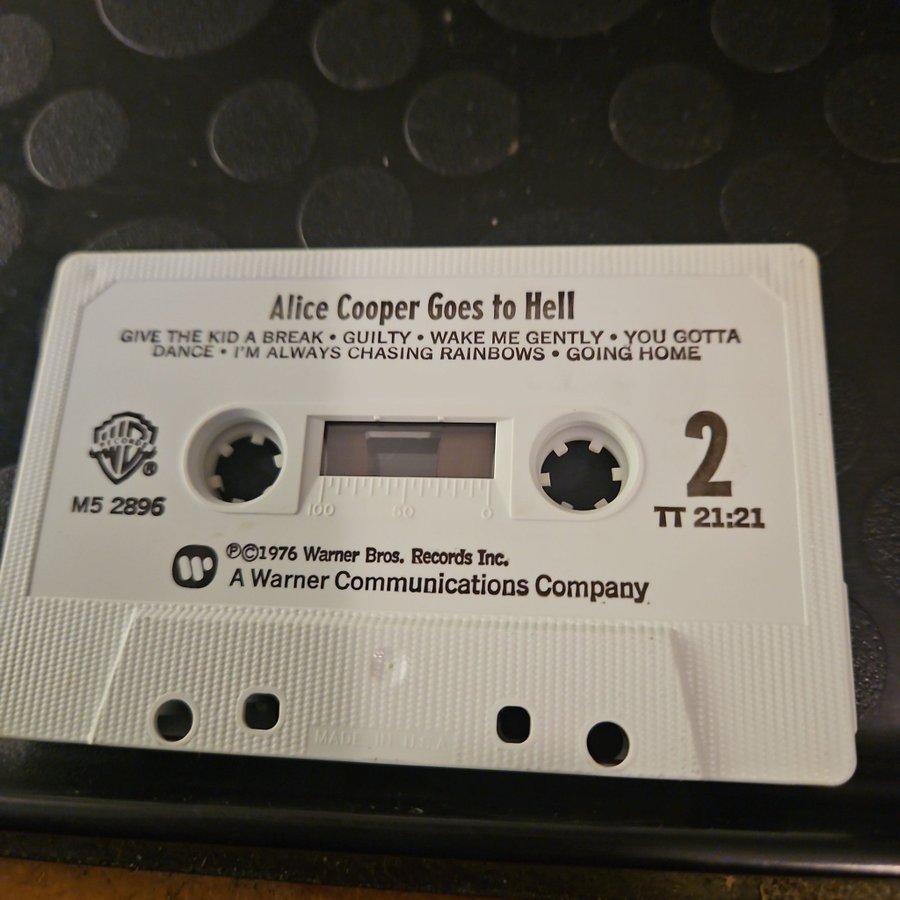 Alice Cooper Goes to Hell
GIVE THE KID A BREAK • GUILTY • WAKE ME GENTLY • YOU GOTTA
DANCE • I'M ALWAYS CHASING RAINBOWS • GOING HOME
RECORDS ®
M5 2896
100 50 0
2
TT 21:21
℗©1976 Warner Bros. Records Inc.
A Warner Communications Company
MADE IN U.S.A.